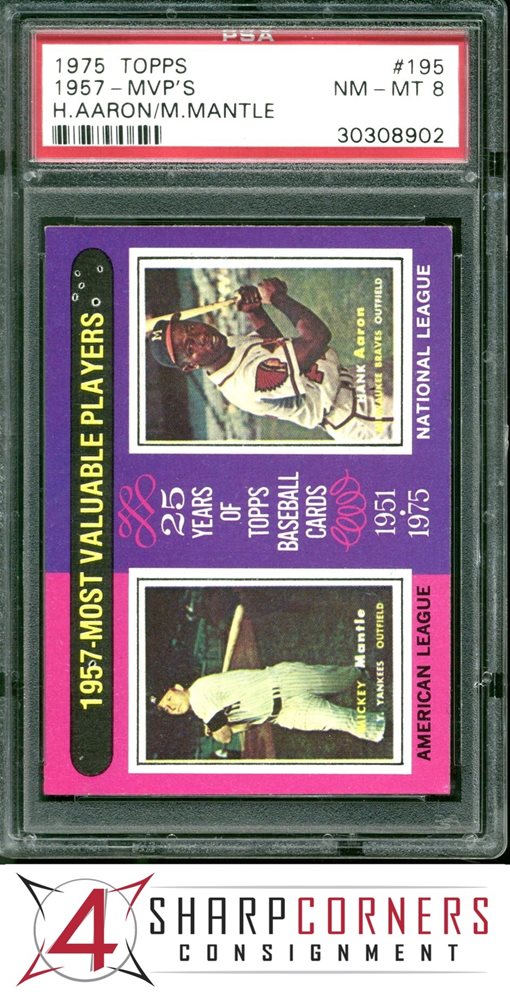 PSA
1975 TOPPS #195
1957-MVP'S NM-MT 8
H.AARON/M.MANTLE
30308902
1957-MOST VALUABLE PLAYERS
Mickey Mantle
YANKEES OUTFIELD
AMERICAN LEAGUE
25
YEARS
OF
TOPPS
BASEBALL
CARDS
1951
1975
M
HANK Aaron
BRAVES OUTFIELD
NATIONAL LEAGUE
4 SHARPCORNERS
CONSIGNMENT